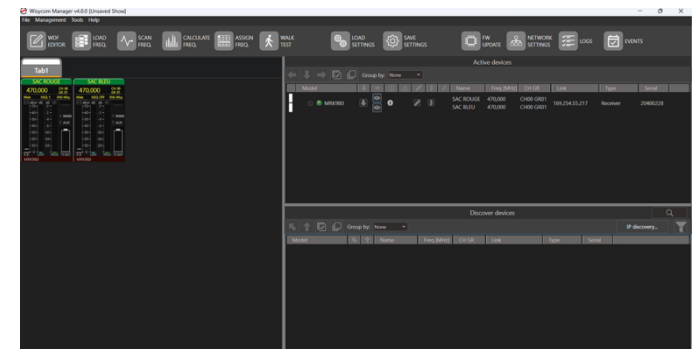 Wisycom Manager v4.0.0 [Unsaved Show]
File Management Tools Help
WDF EDITOR
LOAD FREQ.
SCAN FREQ.
CALCULATE FREQ.
ASSIGN FREQ.
WALK TEST
LOAD SETTINGS
SAVE SETTINGS
FW UPDATE
NETWORK SETTINGS
LOGS
EVENTS
Tab1
SAC ROUGE SAC BLEU
470,000 470,000
MRK980 MRK980
Active devices
Group by: None
Model Name Freq.[MHz] CH:GR Link Type Serial
MRK980 SAC ROUGE 470,000 CH00 GR01 169.254.55.217 Receiver 20400220
SAC BLEU 470,000 CH00 GR01
Discover devices
Group by: None
IP discovery...
Model Name Freq.[MHz] CH:GR Link Type Serial